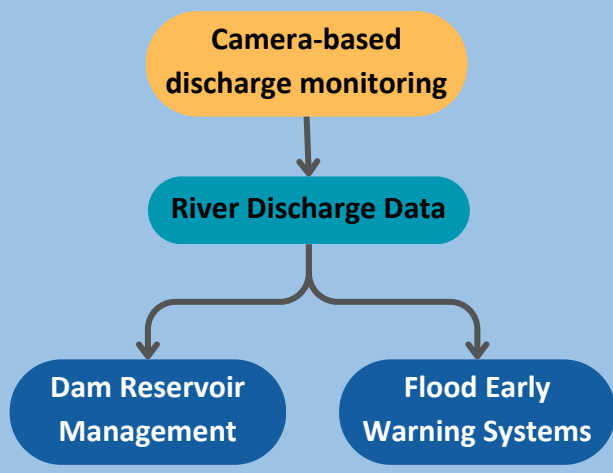 Camera-based
discharge monitoring
River Discharge Data
Dam Reservoir
Management
Flood Early
Warning Systems